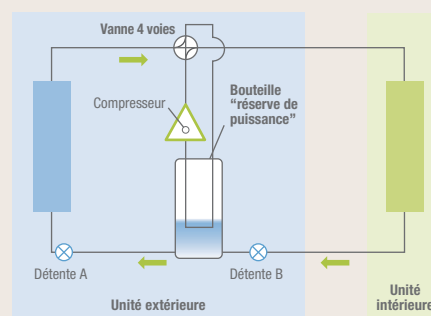 Vanne 4 voies
Bouteille
“réserve de
puissance”
Compresseur
Détente A
Détente B
Unité extérieure
Unité
intérieure